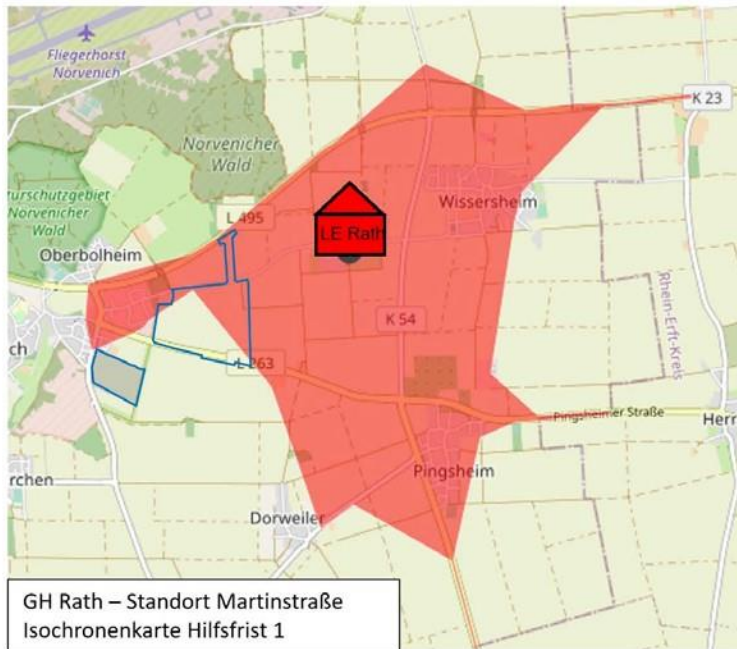 Fliegerhorst
Nörvenich
K 23
Nörvenicher
Wald
Wissersheim
turschutzgebiet
Nörvenicher
Wald
L 495
LE Rath
Oberbolheim
Rhein-Erft-Kreis
K 54
ch
L 263
Pingsheimer Straße
Herr
rchen
Pingsheim
Dorweiler
GH Rath – Standort Martinstraße
Isochronenkarte Hilfsfrist 1